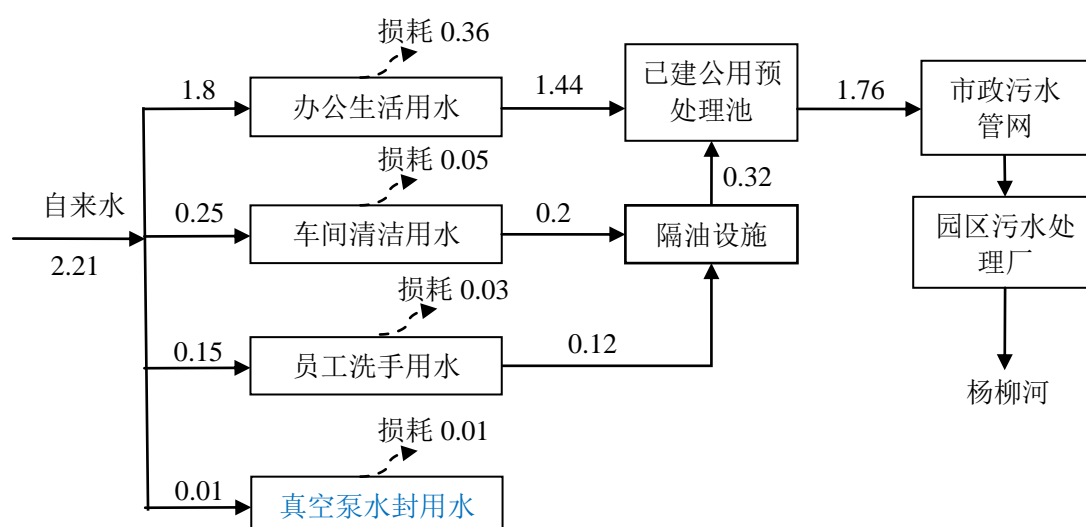 损耗 0.36
1.8
办公生活用水
1.44
已建公用预
处理池
1.76
市政污水
管网
损耗 0.05
0.32
自来水
2.21
0.25
车间清洁用水
0.2
隔油设施
园区污水处
理厂
损耗 0.03
0.15
员工洗手用水
0.12
杨柳河
损耗 0.01
0.01
真空泵水封用水